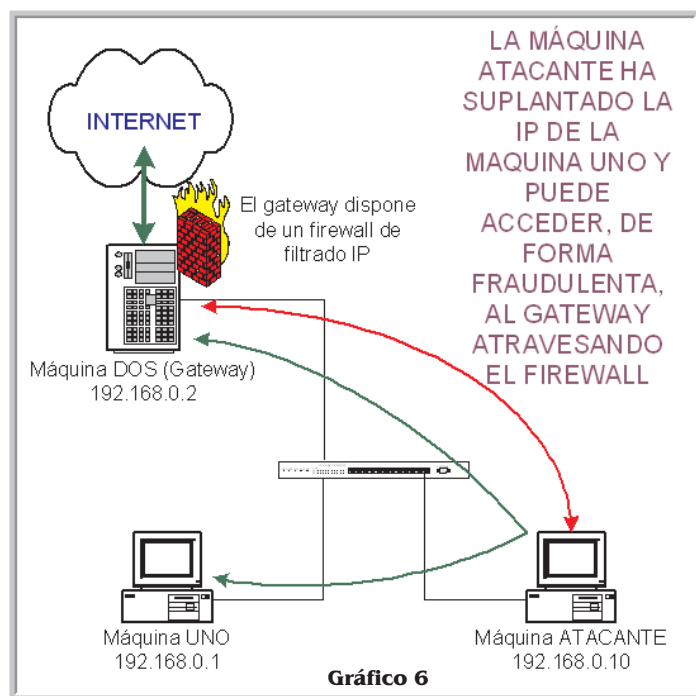 LA MÁQUINA
ATACANTE HA
SUPLANTADO LA
IP DE LA
MAQUINA UNO Y
PUEDE
ACCEDER, DE
FORMA
FRAUDULENTA,
AL GATEWAY
ATRAVESANDO
EL FIREWALL
INTERNET
El gateway dispone
de un firewall de
filtrado IP
Máquina DOS (Gateway)
192.168.0.2
Máquina UNO
192.168.0.1
Máquina ATACANTE
192.168.0.10
Gráfico 6